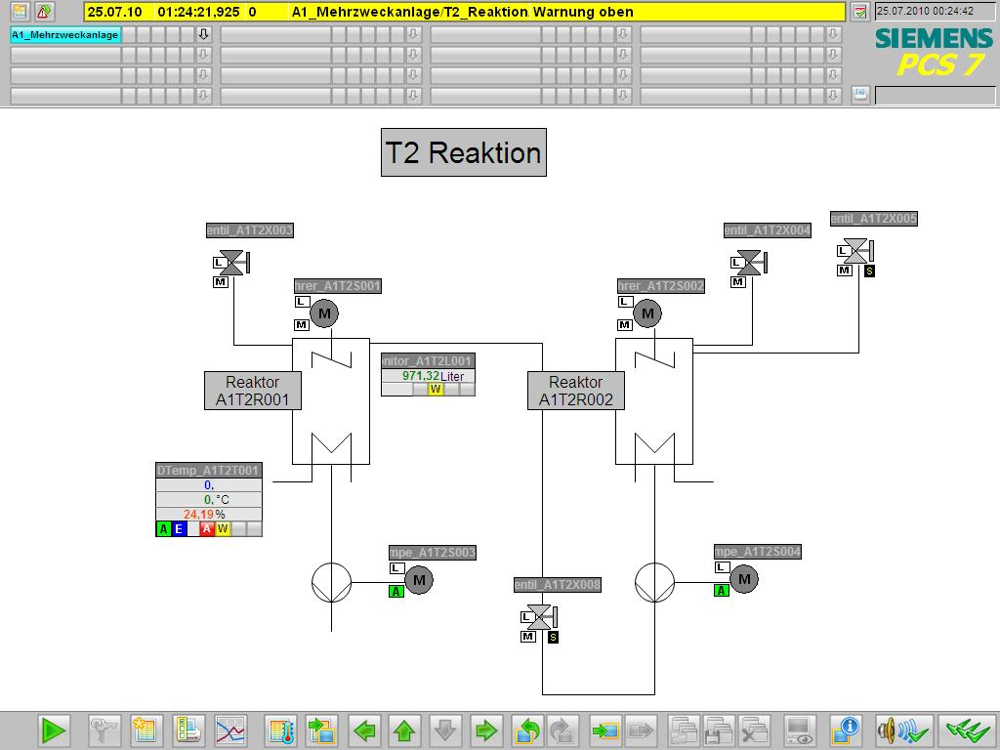 25.07.10 01:24:21,925 0 A1_Mehrzweckanlage/T2_Reaktion. Warnung oben
25.07.2010 00:24:42
A1_Mehrzweckanlage
SIEMENS
PCS 7
T2 Reaktion
entil_A1T2X003
entil_A1T2X004
entil_A1T2X005
L
M
L
M
L
M
S
hrer_A1T2S001
hrer_A1T2S002
L
M
M
L
M
M
nitor_A1T2L001
971,32 Liter
W
Reaktor
A1T2R001
Reaktor
A1T2R002
DTemp_A1T2T001
0,
0, °C
24,19 %
A E A W
mpe_A1T2S003
mpe_A1T2S004
L
M
A
L
M
A
entil_A1T2X008
L
M
S